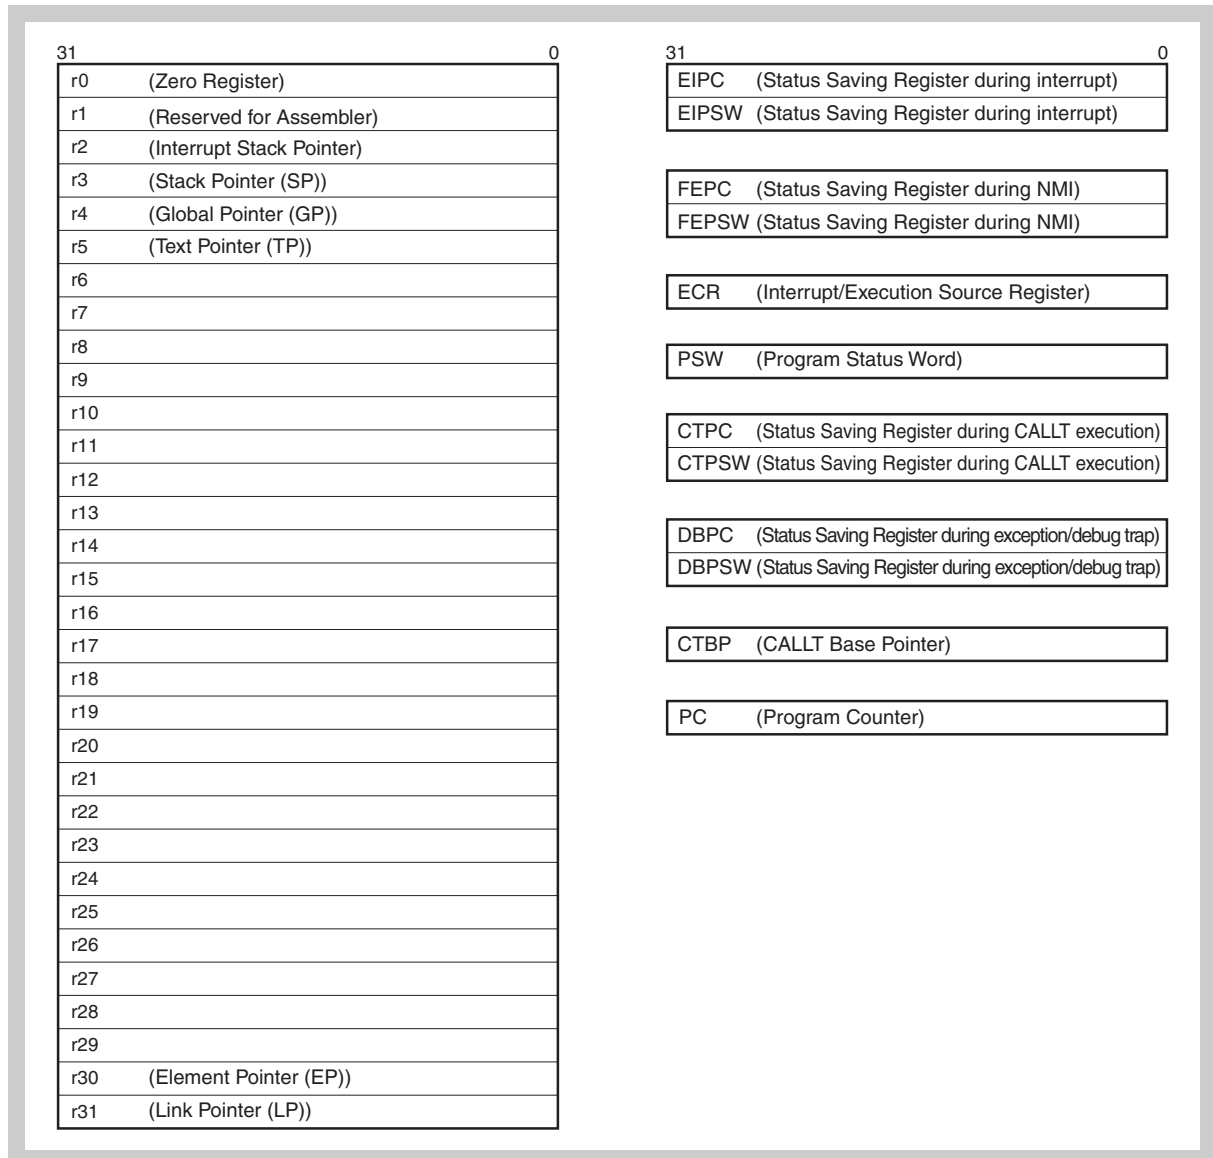 31 0
r0 (Zero Register)
r1 (Reserved for Assembler)
r2 (Interrupt Stack Pointer)
r3 (Stack Pointer (SP))
r4 (Global Pointer (GP))
r5 (Text Pointer (TP))
r6
r7
r8
r9
r10
r11
r12
r13
r14
r15
r16
r17
r18
r19
r20
r21
r22
r23
r24
r25
r26
r27
r28
r29
r30 (Element Pointer (EP))
r31 (Link Pointer (LP))
31 0
EIPC (Status Saving Register during interrupt)
EIPSW (Status Saving Register during interrupt)
FEPC (Status Saving Register during NMI)
FEPSW (Status Saving Register during NMI)
ECR (Interrupt/Execution Source Register)
PSW (Program Status Word)
CTPC (Status Saving Register during CALLT execution)
CTPSW (Status Saving Register during CALLT execution)
DBPC (Status Saving Register during exception/debug trap)
DBPSW (Status Saving Register during exception/debug trap)
CTBP (CALLT Base Pointer)
PC (Program Counter)